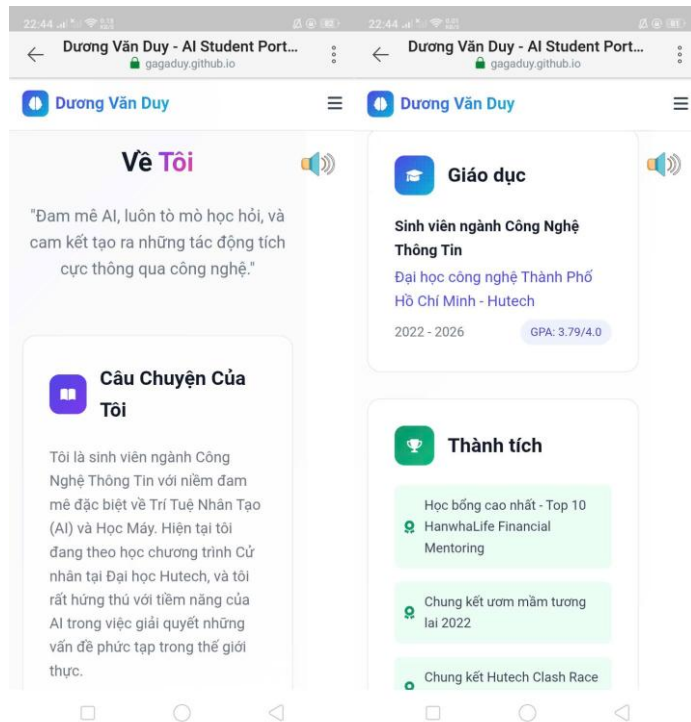 22:44
Dương Văn Duy - AI Student Port...
gagaduy.github.io
Dương Văn Duy
Về Tôi
"Đam mê AI, luôn tò mò học hỏi, và
cam kết tạo ra những tác động tích
cực thông qua công nghệ."
Câu Chuyện Của
Tôi
Tôi là sinh viên ngành Công
Nghệ Thông Tin với niềm đam
mê đặc biệt về Trí Tuệ Nhân Tạo
(AI) và Học Máy. Hiện tại tôi
đang theo học chương trình Cử
nhân tại Đại học Hutech, và tôi
rất hứng thú với tiềm năng của
AI trong việc giải quyết những
vấn đề phức tạp trong thế giới
thực.
22:44
Dương Văn Duy - AI Student Port...
gagaduy.github.io
Dương Văn Duy
Giáo dục
Sinh viên ngành Công Nghệ
Thông Tin
Đại học công nghệ Thành Phố
Hồ Chí Minh - Hutech
2022 - 2026
GPA: 3.79/4.0
Thành tích
Học bổng cao nhất - Top 10
HanwhaLife Financial
Mentoring
Chung kết ươm mầm tương
lai 2022
Chung kết Hutech Clash Race